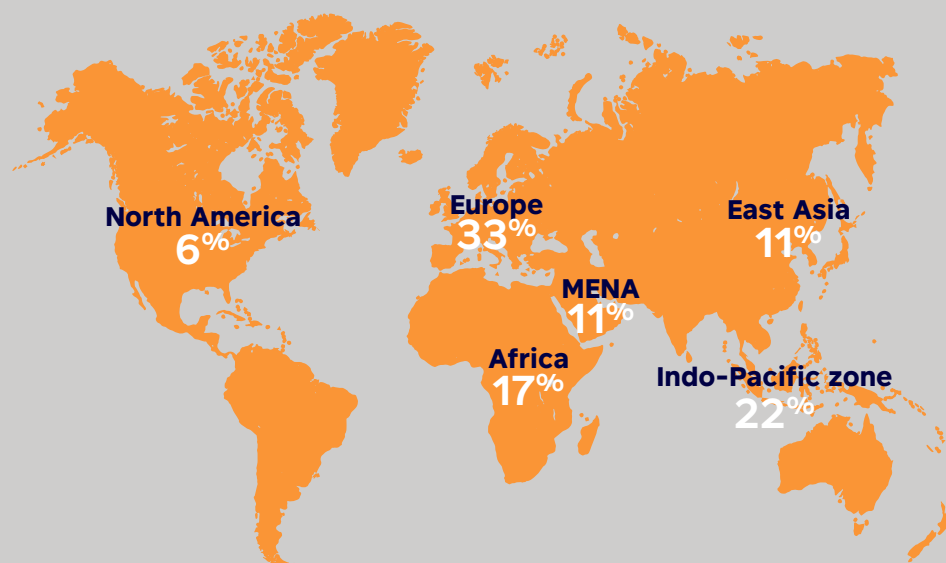 North America
6%
Europe
33%
East Asia
11%
MENA
11%
Africa
17%
Indo-Pacific zone
22%